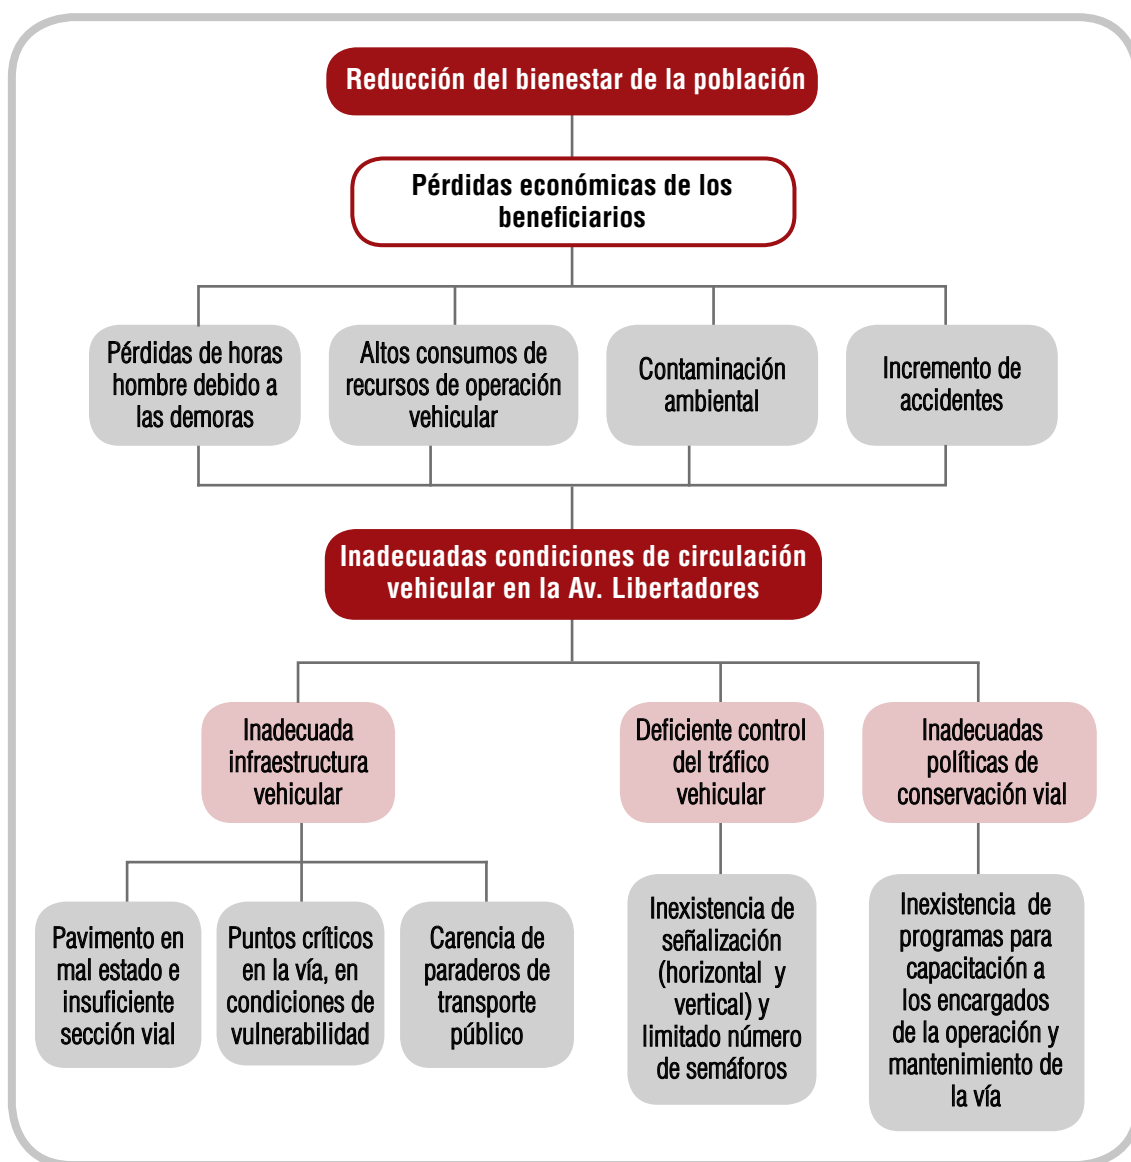 Reducción del bienestar de la población
Pérdidas económicas de los
beneficiarios
Pérdidas de horas
hombre debido a
las demoras
Altos consumos de
recursos de operación
vehicular
Contaminación
ambiental
Incremento de
accidentes
Inadecuadas condiciones de circulación
vehicular en la Av. Libertadores
Inadecuada
infraestructura
vehicular
Deficiente control
del tráfico
vehicular
Inadecuadas
políticas de
conservación vial
Pavimento en
mal estado e
insuficiente
sección vial
Puntos críticos
en la vía, en
condiciones de
vulnerabilidad
Carencia de
paraderos de
transporte
público
Inexistencia de
señalización
(horizontal y
vertical) y
limitado número
de semáforos
Inexistencia de
programas para
capacitación a
los encargados
de la operación y
mantenimiento de
la vía